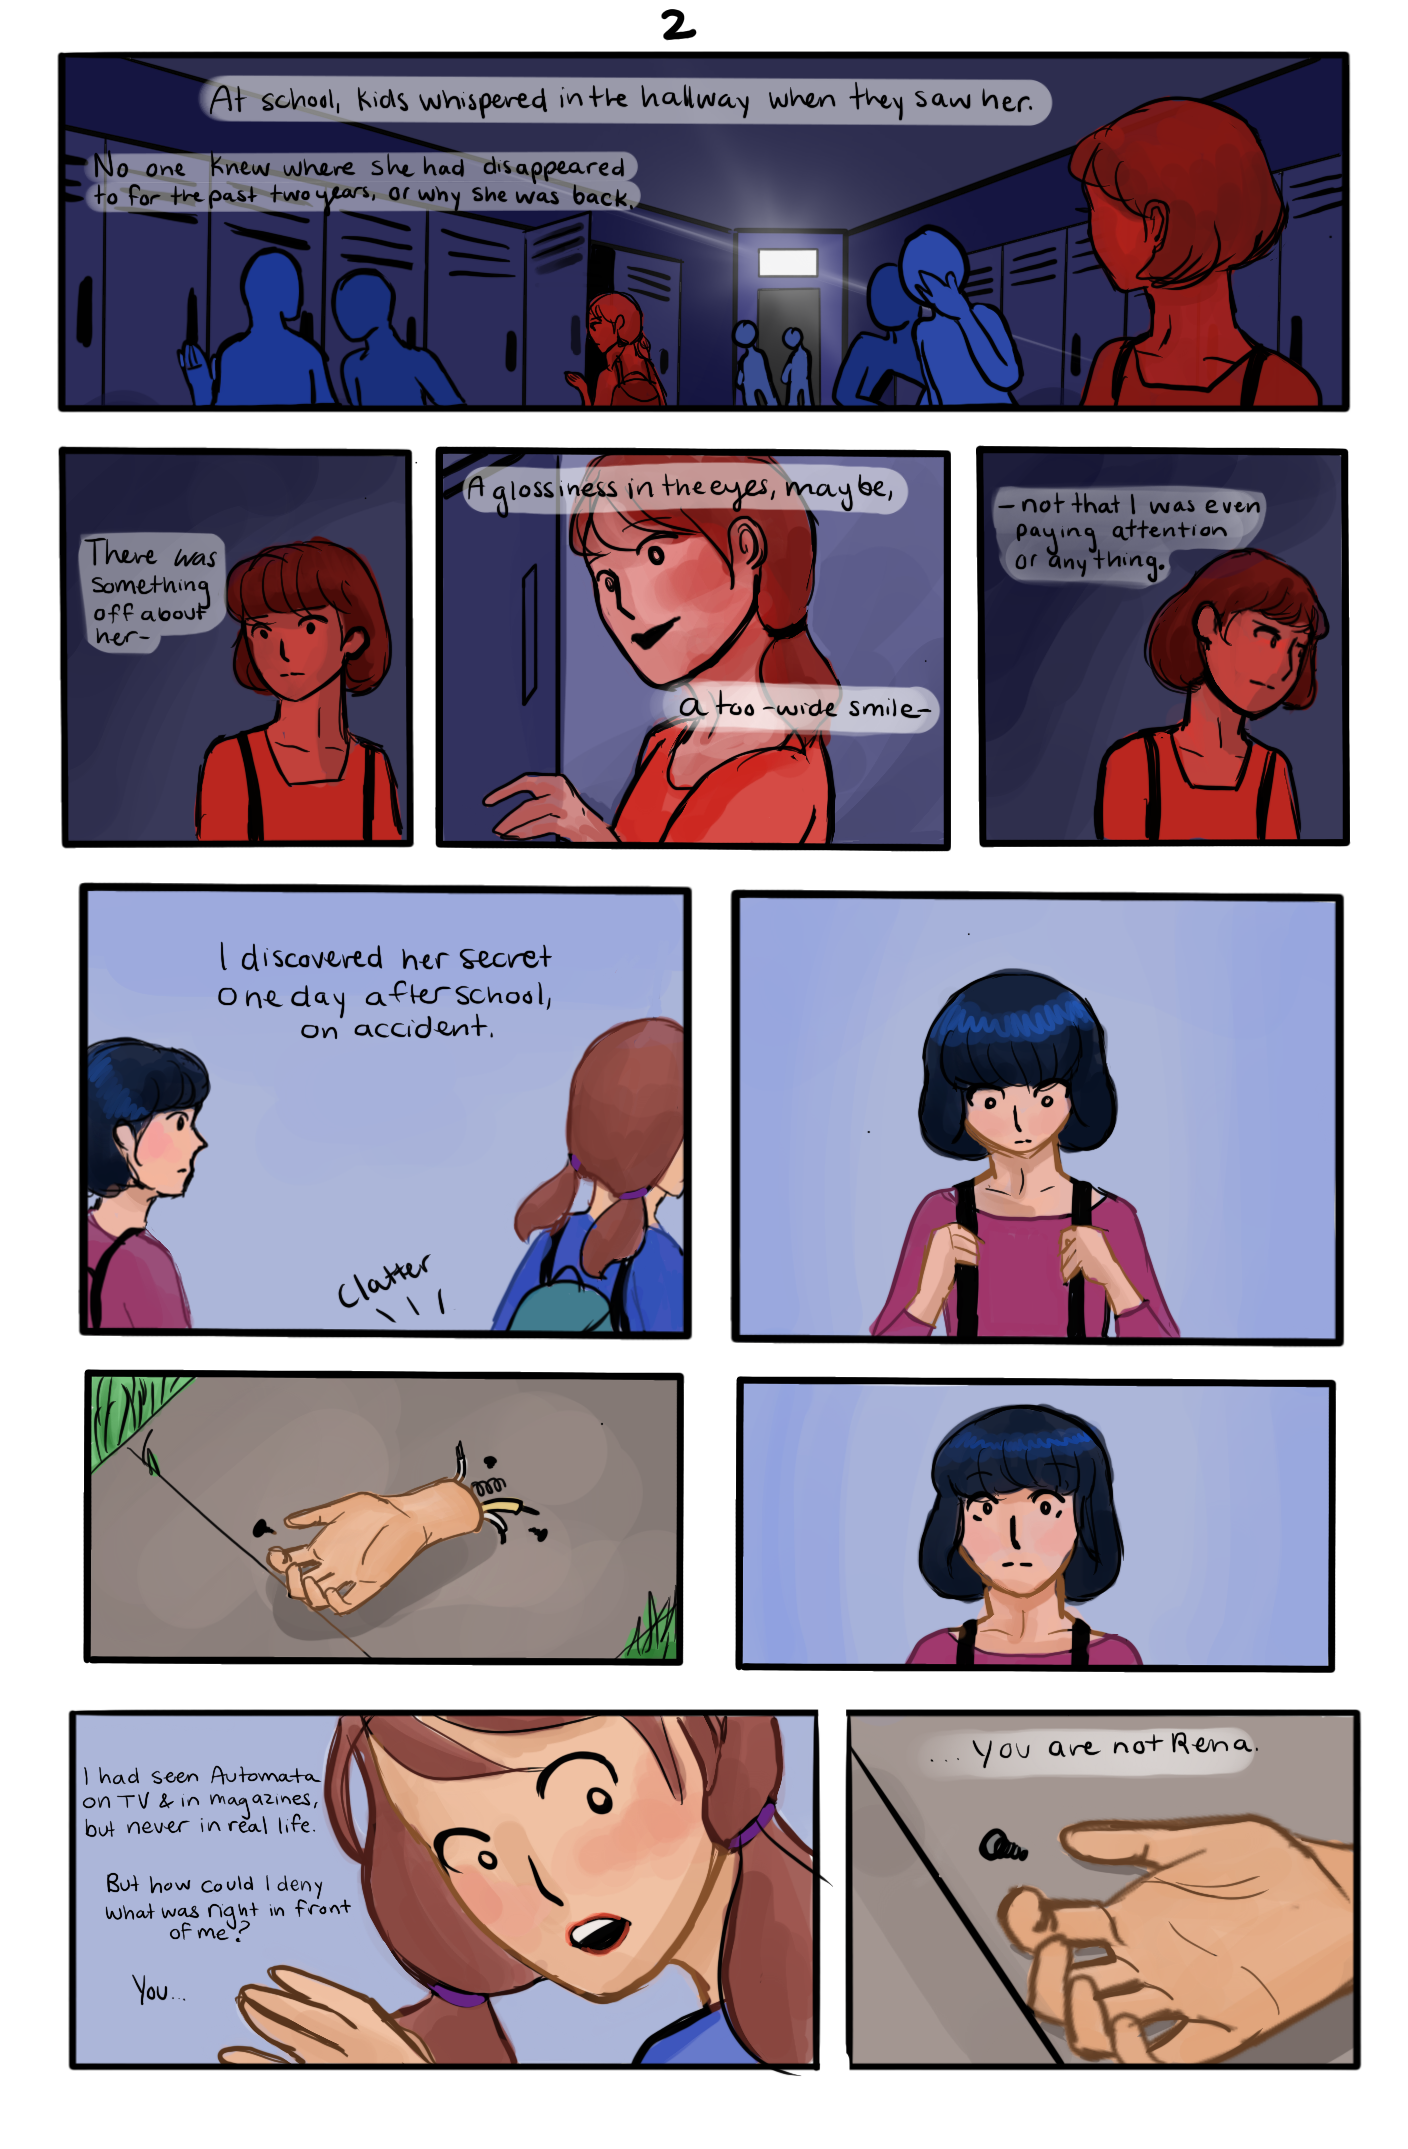 2
At school, kids whispered in the hallway when they saw her.
No one knew where she had disappeared
to for the past two years, or why she was back.
There was
something
off about
her-
A glossiness in the eyes, maybe,
a too-wide smile-
- not that I was even
paying attention
or anything.
I discovered her secret
One day after school,
on accident.
Clatter
I had seen Automata
on TV & in magazines,
but never in real life.
But how could I deny
what was right in front
of me?
You...
... You are not Rena.